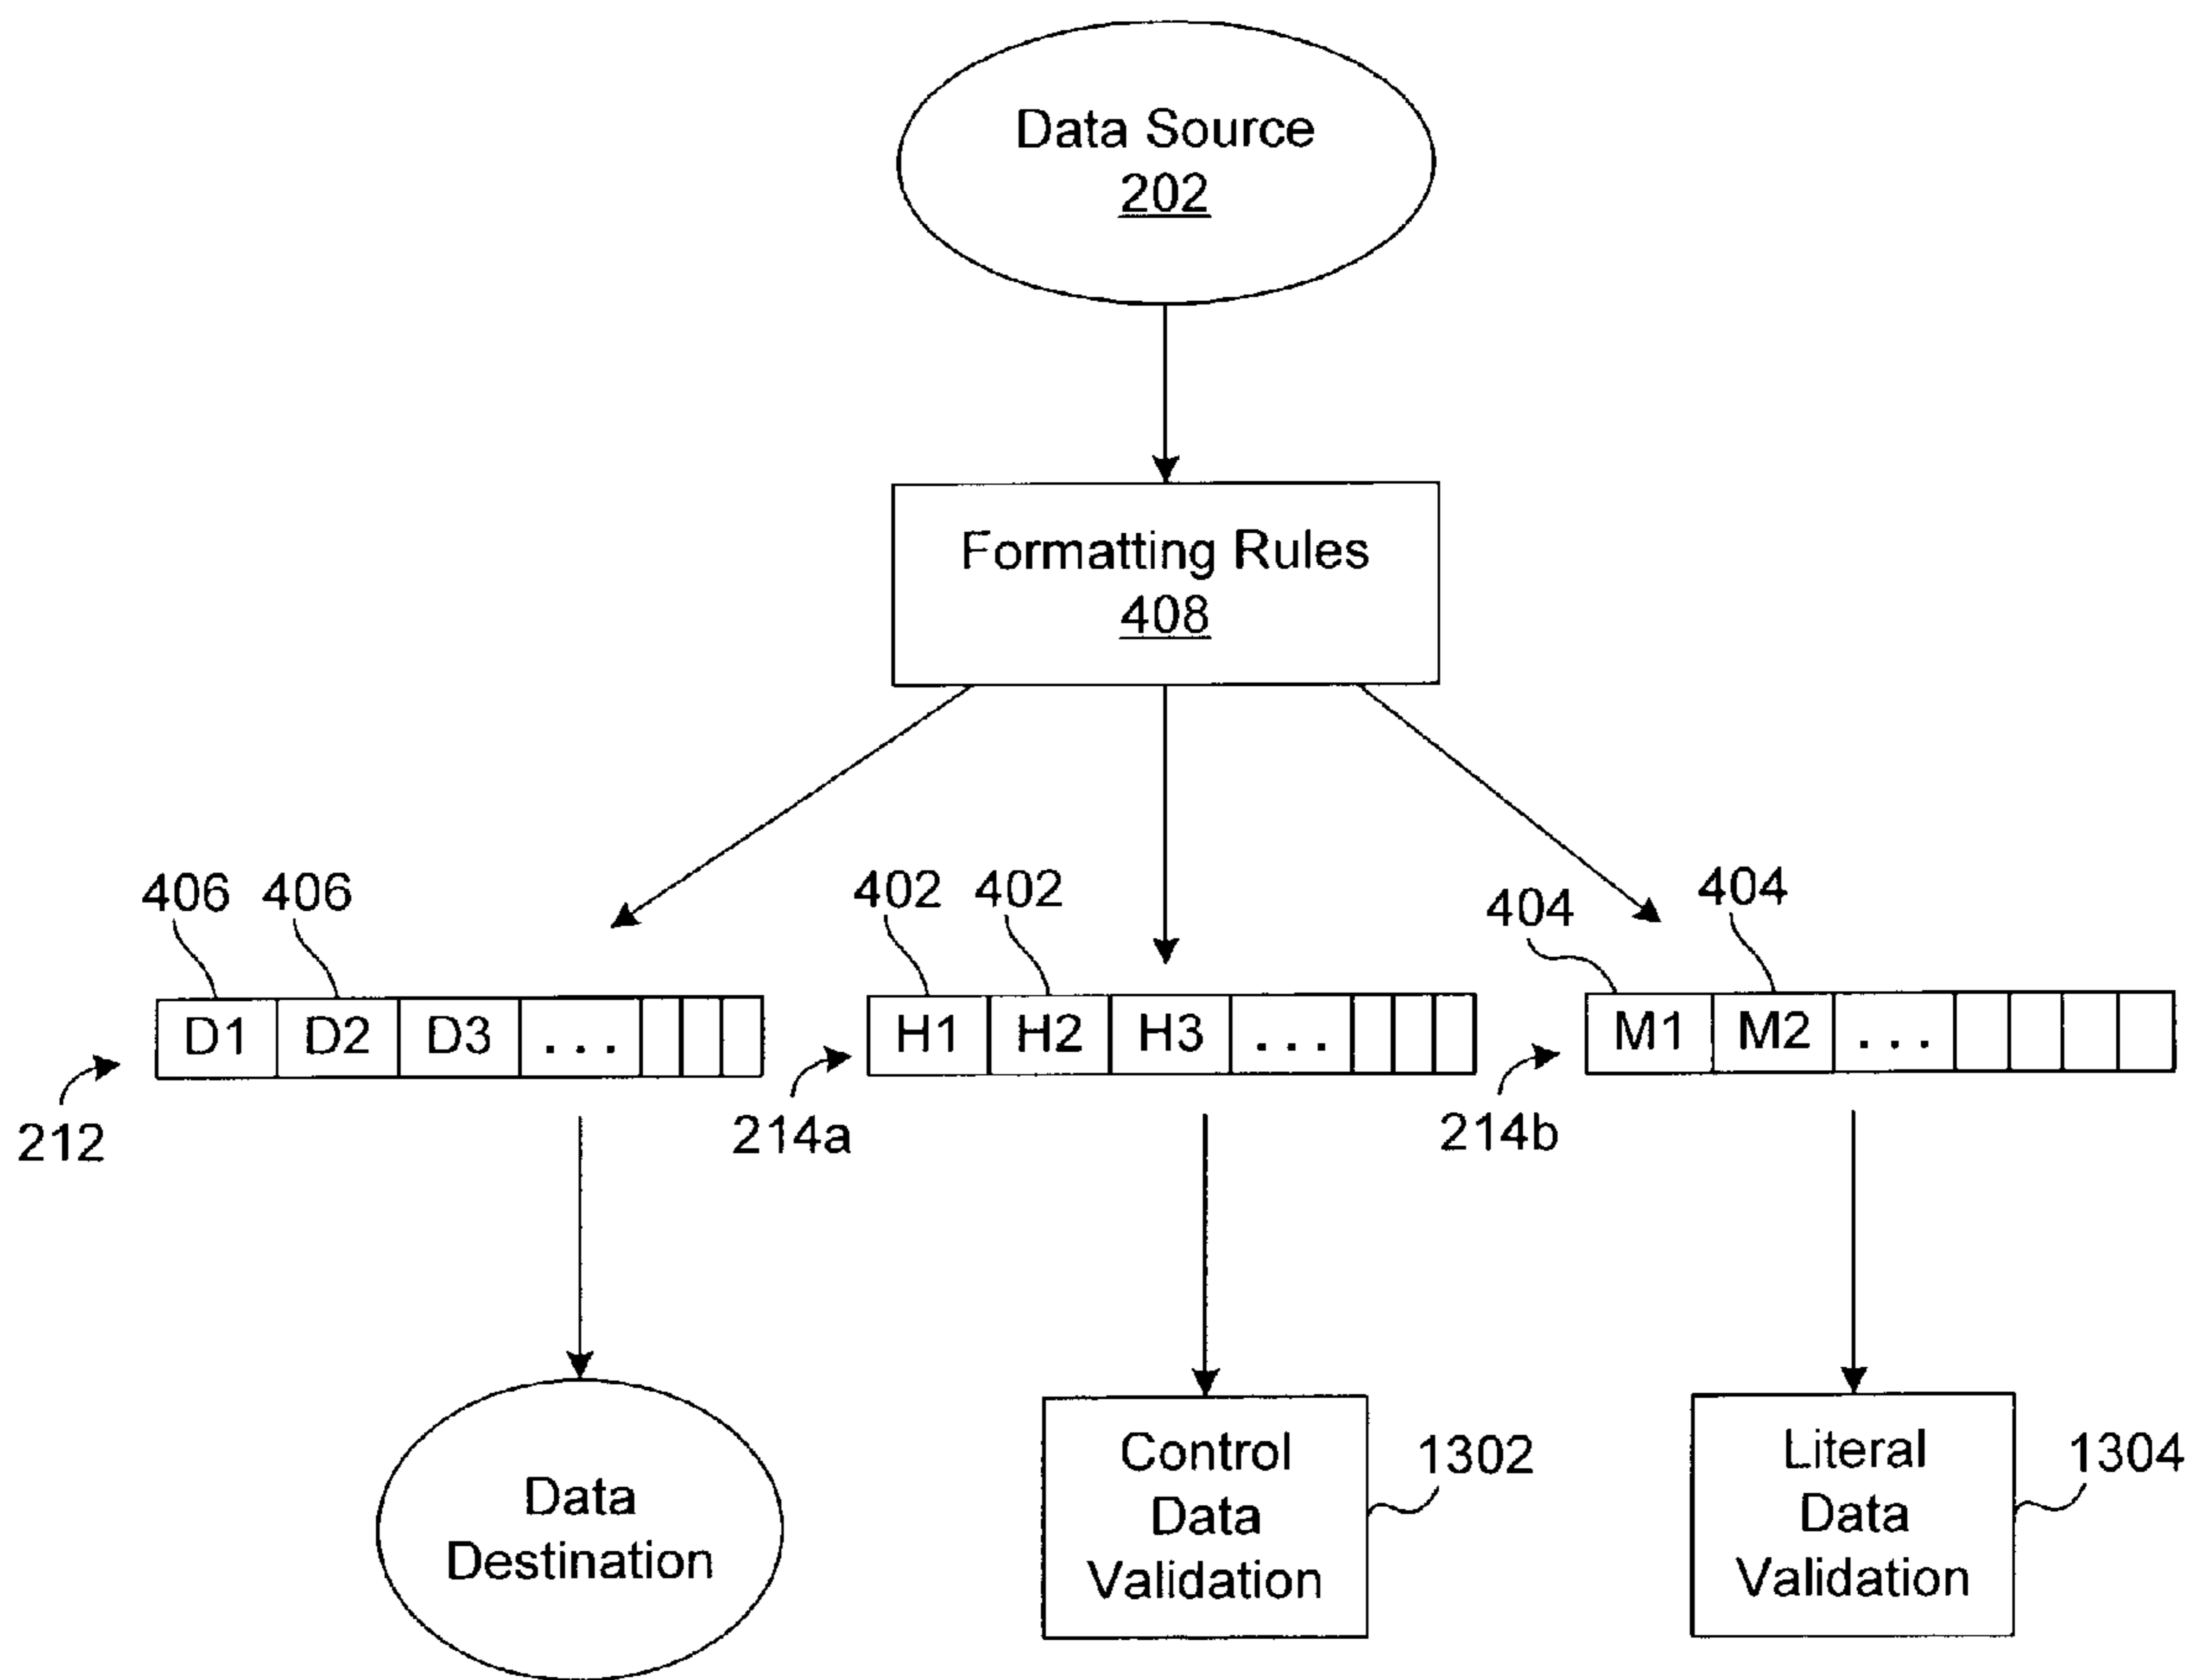 Data Source
202
Formatting Rules
408
406 406 402 402 404 404
D1 D2 D3 ... H1 H2 H3 ... M1 M2 ...
212 214a 214b
Control
Data
Validation
1302
Literal
Data
Validation
1304
Data
Destination